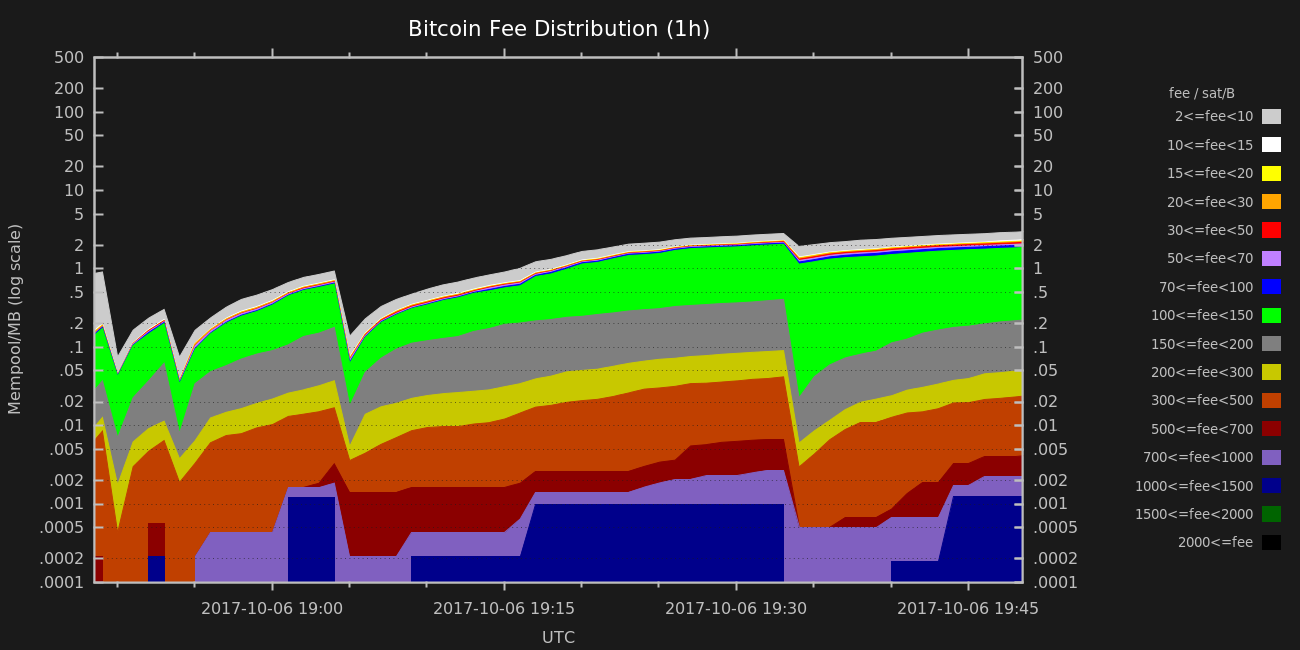 Bitcoin Fee Distribution (1h)
Mempool/MB (log scale)
500
200
100
50
20
10
5
2
1
.5
.2
.1
.05
.02
.01
.005
.002
.001
.0005
.0002
.0001
500
200
100
50
20
10
5
2
1
.5
.2
.1
.05
.02
.01
.005
.002
.001
.0005
.0002
.0001
fee / sat/B
2<=fee<10
10<=fee<15
15<=fee<20
20<=fee<30
30<=fee<50
50<=fee<70
70<=fee<100
100<=fee<150
150<=fee<200
200<=fee<300
300<=fee<500
500<=fee<700
700<=fee<1000
1000<=fee<1500
1500<=fee<2000
2000<=fee
2017-10-06 19:00 2017-10-06 19:15 2017-10-06 19:30 2017-10-06 19:45
UTC